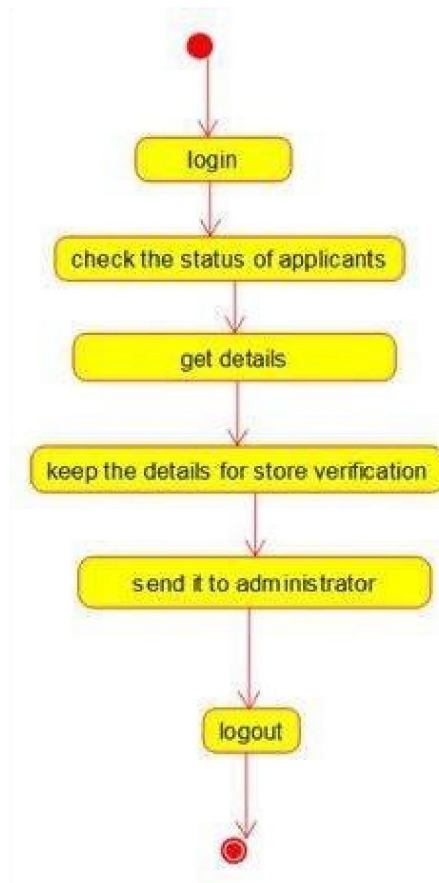 login
check the status of applicants
get details
keep the details for store verification
send it to administrator
logout